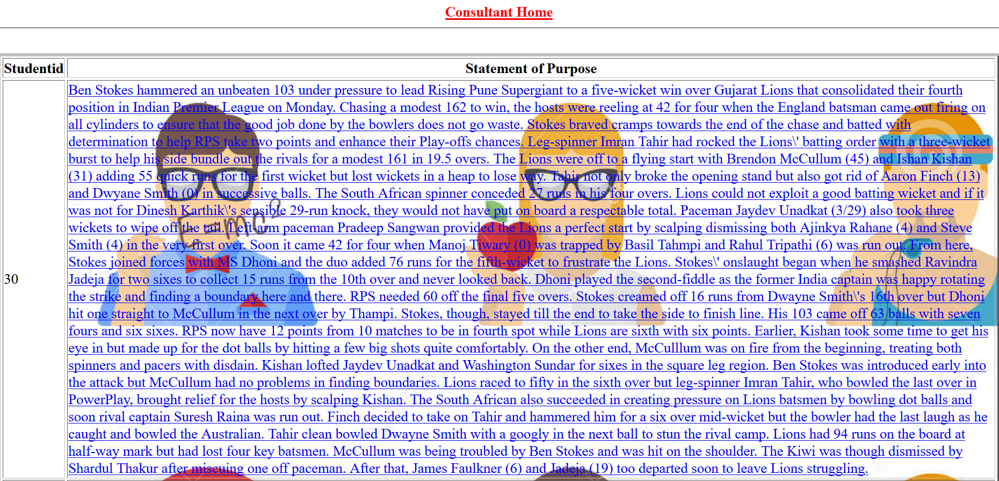 Consultant Home
Studentid
Statement of Purpose
30
Ben Stokes hammered an unbeaten 103 under pressure to lead Rising Pune Supergiant to a five-wicket win over Gujarat Lions that consolidated their fourth
position in Indian Premier League on Monday. Chasing a modest 162 to win, the hosts were reeling at 42 for four when the England batsman came out firing on
all cylinders to ensure that the good job done by the bowlers does not go waste. Stokes braved cramps towards the end of the chase and batted with
determination to help RPS take two points and enhance their Play-offs chances. Leg-spinner Imran Tahir had rocked the Lions\' batting order with a three-wicket
burst to help his side bundle out the rivals for a modest 161 in 19.5 overs. The Lions were off to a flying start with Brendon McCullum (45) and Ishan Kishan
(31) adding 55 quick runs for the first wicket but lost wickets in a heap to lose way. Tahir not only broke the opening stand but also got rid of Aaron Finch (13)
and Dwyane Smith (0) in successive balls. The South African spinner conceded 27 runs in his four overs. Lions could not exploit a good batting wicket and if it
was not for Dinesh Karthik\'s sensible 29-run knock, they would not have put on board a respectable total. Paceman Jaydev Unadkat (3/29) also took three
wickets to wipe off the tail. Left-arm paceman Pradeep Sangwan provided the Lions a perfect start by scalping dismissing both Ajinkya Rahane (4) and Steve
Smith (4) in the very first over. Soon it came 42 for four when Manoj Tiwary (0) was trapped by Basil Tahmpi and Rahul Tripathi (6) was run out. From here,
Stokes joined forces with MS Dhoni and the duo added 76 runs for the fifth-wicket to frustrate the Lions. Stokes\' onslaught began when he smashed Ravindra
Jadeja for two sixes to collect 15 runs from the 10th over and never looked back. Dhoni played the second-fiddle as the former India captain was happy rotating
the strike and finding a boundary here and there. RPS needed 60 off the final five overs. Stokes creamed off 16 runs from Dwayne Smith\'s 16th over but Dhoni
hit one straight to McCullum in the next over by Thampi. Stokes, though, stayed till the end to take the side to finish line. His 103 came off 63 balls with seven
fours and six sixes. RPS now have 12 points from 10 matches to be in fourth spot while Lions are sixth with six points. Earlier, Kishan took some time to get his
eye in but made up for the dot balls by hitting a few big shots quite comfortably. On the other end, McCulllum was on fire from the beginning, treating both
spinners and pacers with disdain. Kishan lofted Jaydev Unadkat and Washington Sundar for sixes in the square leg region. Ben Stokes was introduced early into
the attack but McCullum had no problems in finding boundaries. Lions raced to fifty in the sixth over but leg-spinner Imran Tahir, who bowled the last over in
PowerPlay, brought relief for the hosts by scalping Kishan. The South African also succeeded in creating pressure on Lions batsmen by bowling dot balls and
soon rival captain Suresh Raina was run out. Finch decided to take on Tahir and hammered him for a six over mid-wicket but the bowler had the last laugh as he
caught and bowled the Australian. Tahir clean bowled Dwayne Smith with a googly in the next ball to stun the rival camp. Lions had 94 runs on the board at
half-way mark but had lost four key batsmen. McCullum was being troubled by Ben Stokes and was hit on the shoulder. The Kiwi was though dismissed by
Shardul Thakur after miscuing one off paceman. After that, James Faulkner (6) and Jadeja (19) too departed soon to leave Lions struggling.
E=mc²